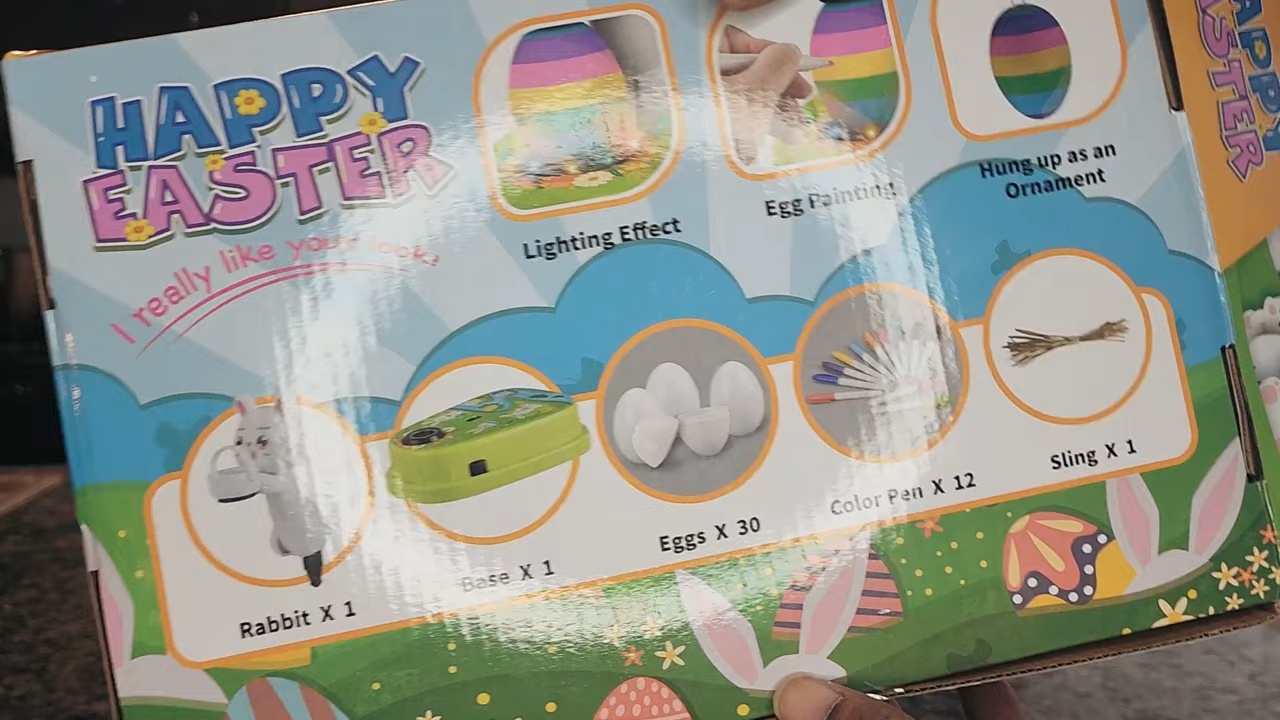 HAPPY
EASTER
I really like your look!
Lighting Effect
Egg Painting
Hung up as an
Ornament
Rabbit X 1
Base X 1
Eggs X 30
Color Pen X 12
Sling X 1
HAPPY
EASTER